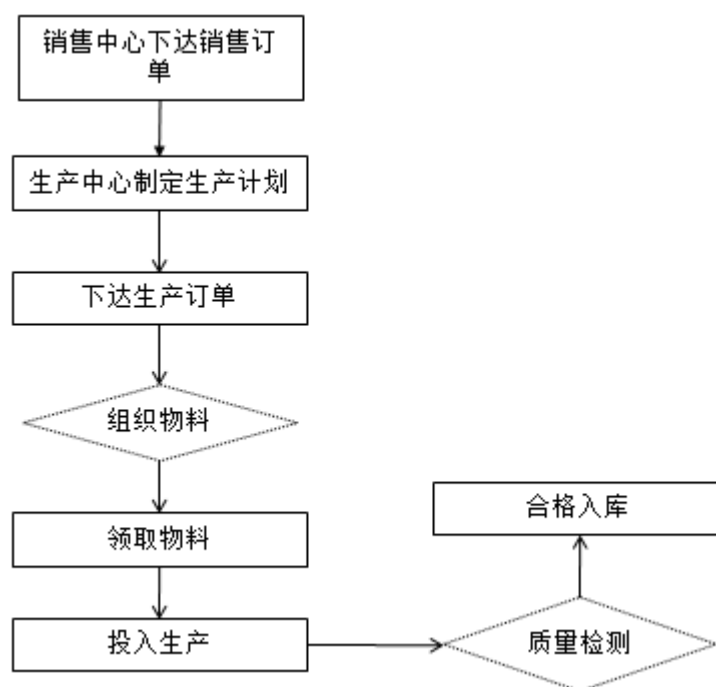 销售中心下达销售订
单
生产中心制定生产计划
下达生产订单
组织物料
领取物料
投入生产
质量检测
合格入库